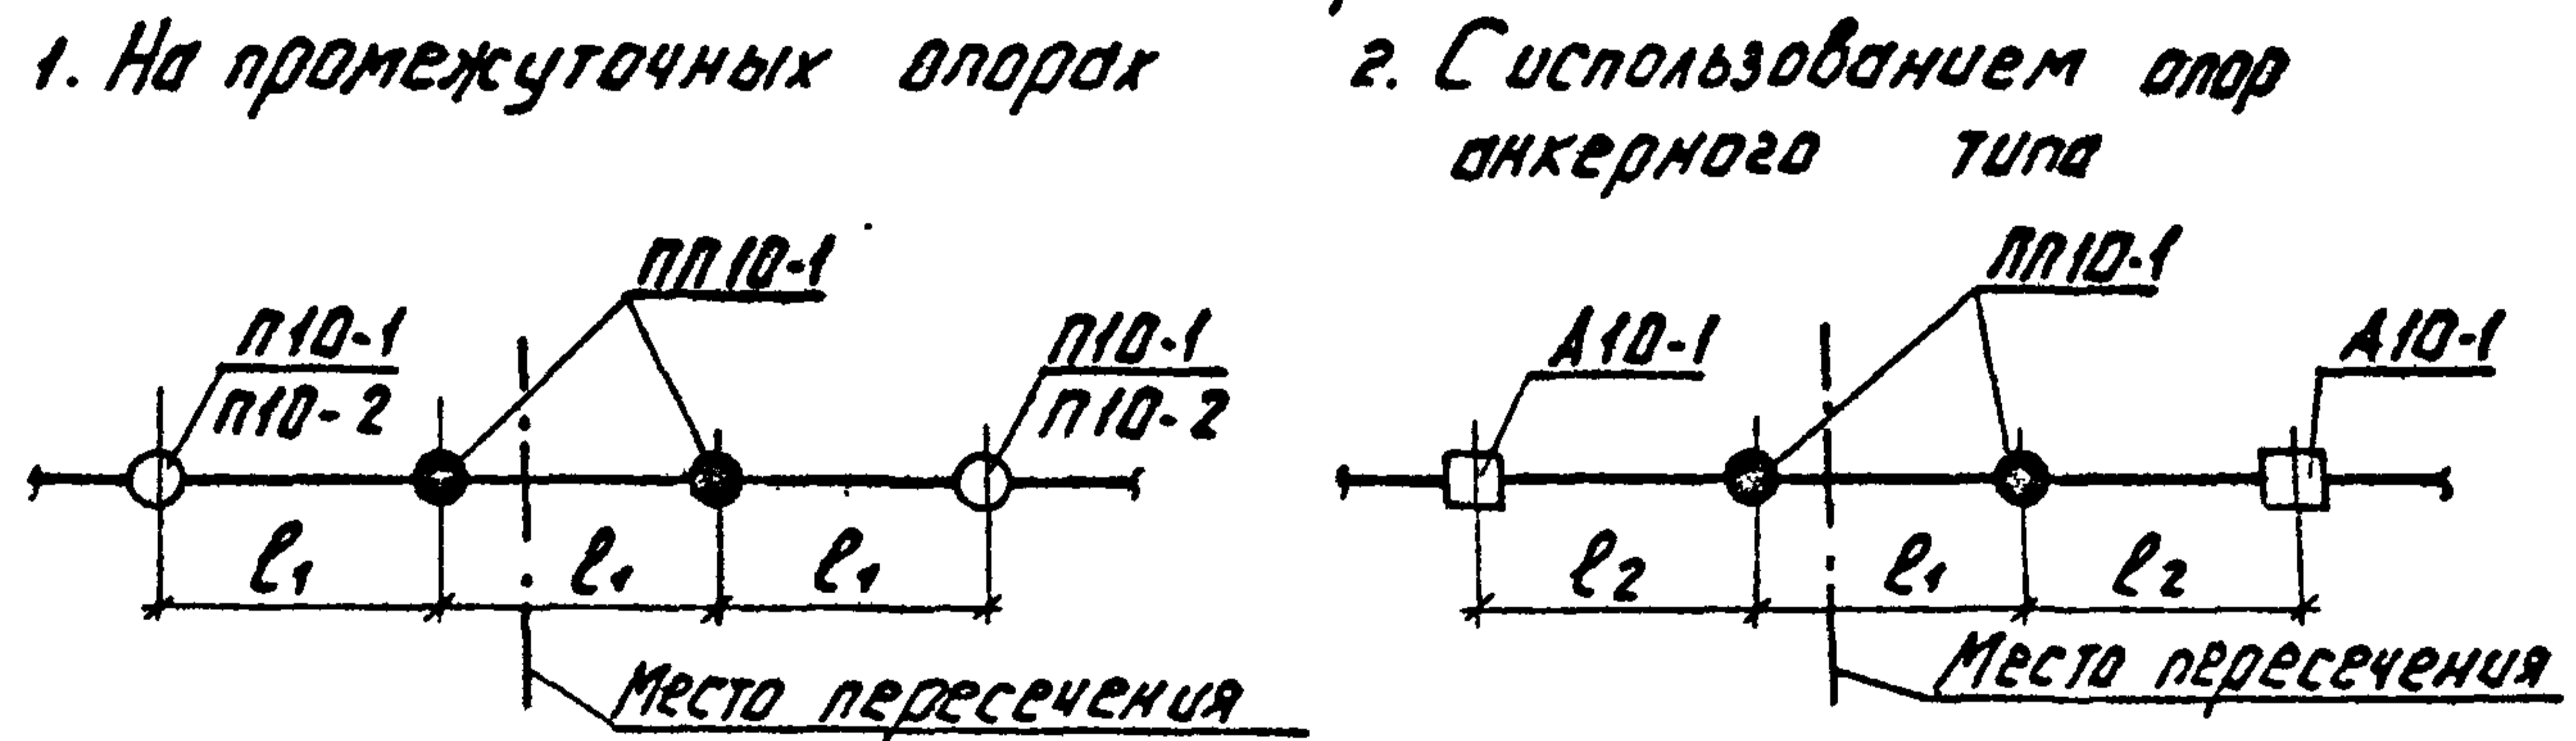 1. На промежуточных опорах
2. С использованием опор
анкерного типа
ПП10-1
П10-1
П10-2
П10-1
П10-2
l1 l1 l1
Место пересечения
ПП10-1
А10-1
А10-1
l2 l1 l2
Место пересечения